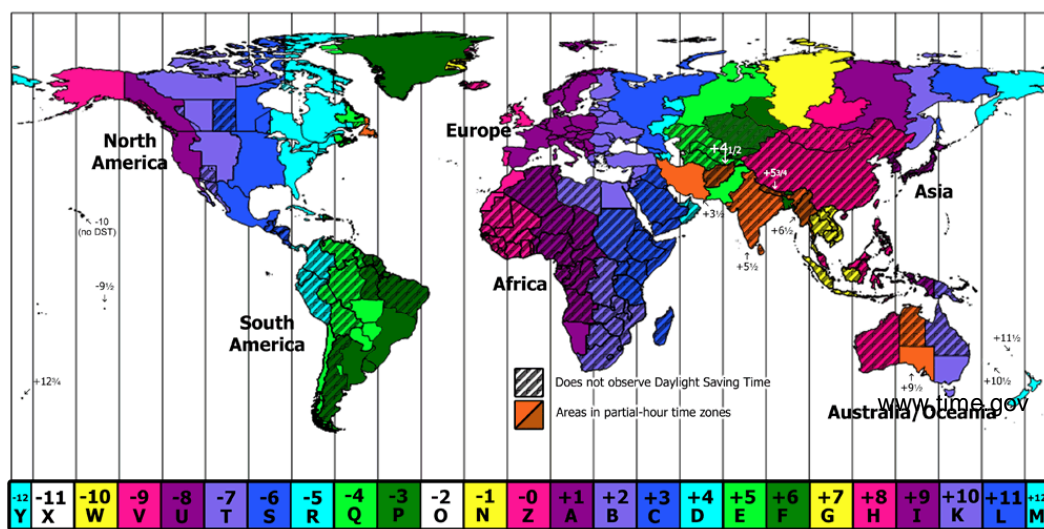 North
America
Europe
+4 1/2
+5 3/4
Asia
-10
(no DST)
+3½
+6½
+5½
Africa
-9½
South
America
+11½
+12¾
Does not observe Daylight Saving Time
+10½
+9½
Areas in partial-hour time zones
www.time.gov
Australia/Oceania
-12 -11 -10 -9 -8 -7 -6 -5 -4 -3 -2 -1 -0 +1 +2 +3 +4 +5 +6 +7 +8 +9 +10 +11 +12
Y X W V U T S R Q P O N Z A B C D E F G H I K L M